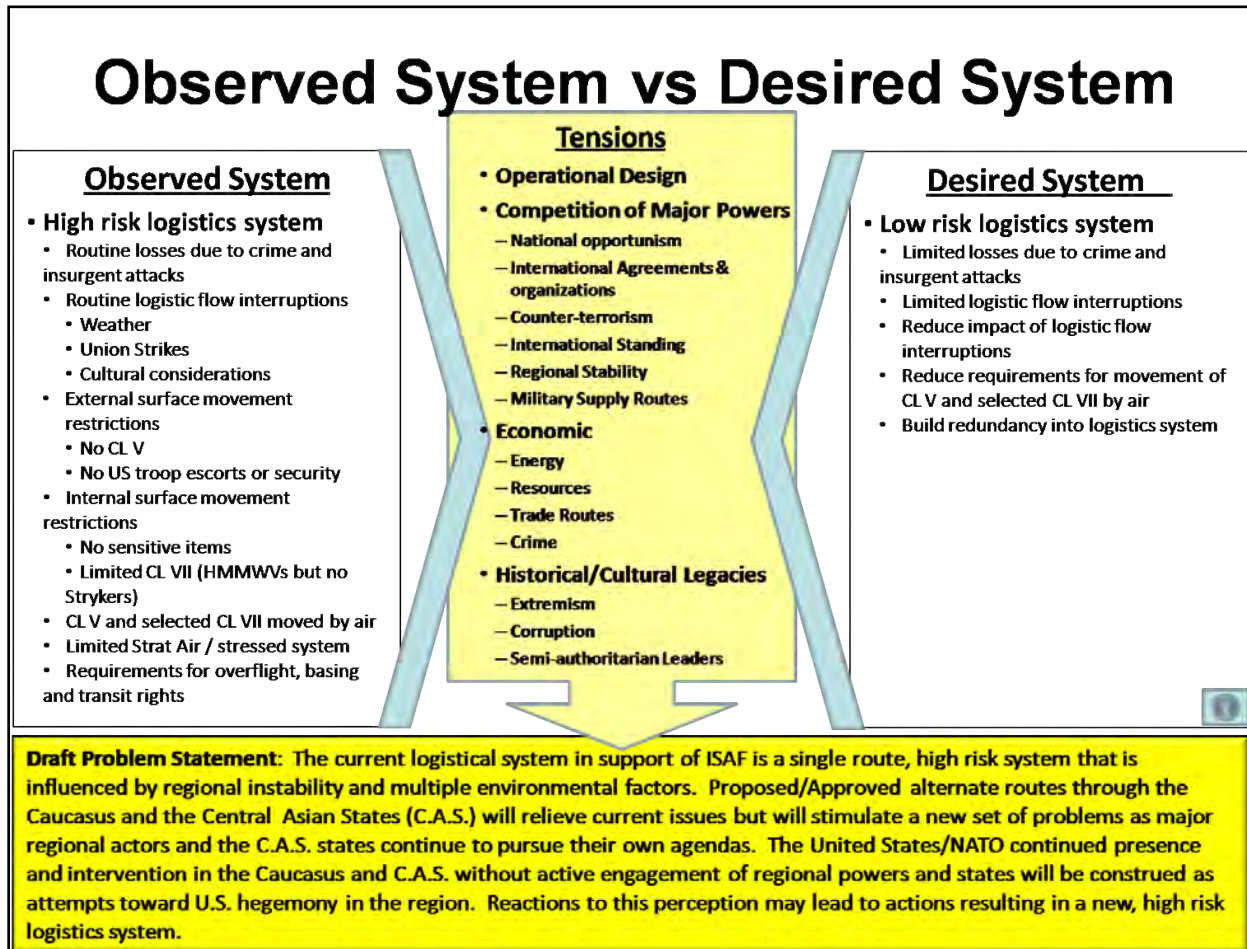 Observed System vs Desired System
Observed System
• High risk logistics system
• Routine losses due to crime and
insurgent attacks
• Routine logistic flow interruptions
• Weather
• Union Strikes
• Cultural considerations
• External surface movement
restrictions
• No CL V
• No US troop escorts or security
• Internal surface movement
restrictions
• No sensitive items
• Limited CL VII (HMMWVs but no
Strykers)
• CL V and selected CL VII moved by air
• Limited Strat Air / stressed system
• Requirements for overflight, basing
and transit rights
Tensions
• Operational Design
• Competition of Major Powers
– National opportunism
– International Agreements &
organizations
– Counter-terrorism
– International Standing
– Regional Stability
– Military Supply Routes
• Economic
– Energy
– Resources
– Trade Routes
– Crime
• Historical/Cultural Legacies
– Extremism
– Corruption
– Semi-authoritarian Leaders
Desired System
• Low risk logistics system
• Limited losses due to crime and
insurgent attacks
• Limited logistic flow interruptions
• Reduce impact of logistic flow
interruptions
• Reduce requirements for movement of
CL V and selected CL VII by air
• Build redundancy into logistics system
Draft Problem Statement: The current logistical system in support of ISAF is a single route, high risk system that is
influenced by regional instability and multiple environmental factors. Proposed/Approved alternate routes through the
Caucasus and the Central Asian States (C.A.S.) will relieve current issues but will stimulate a new set of problems as major
regional actors and the C.A.S. states continue to pursue their own agendas. The United States/NATO continued presence
and intervention in the Caucasus and C.A.S. without active engagement of regional powers and states will be construed as
attempts toward U.S. hegemony in the region. Reactions to this perception may lead to actions resulting in a new, high risk
logistics system.